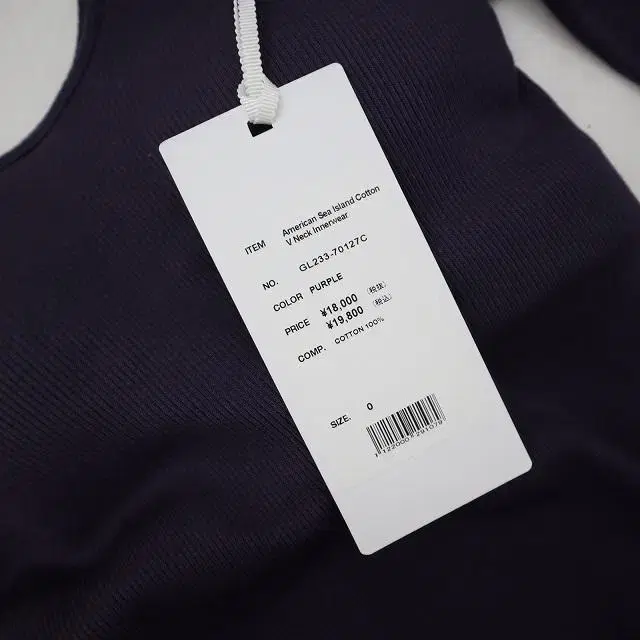 ITEM American Sea Island Cotton
V Neck Innerwear
NO. GL233-70127C
COLOR PURPLE
PRICE ¥18,000 (税抜)
¥19,800 (税込)
COMP. COTTON 100%
SIZE: 0